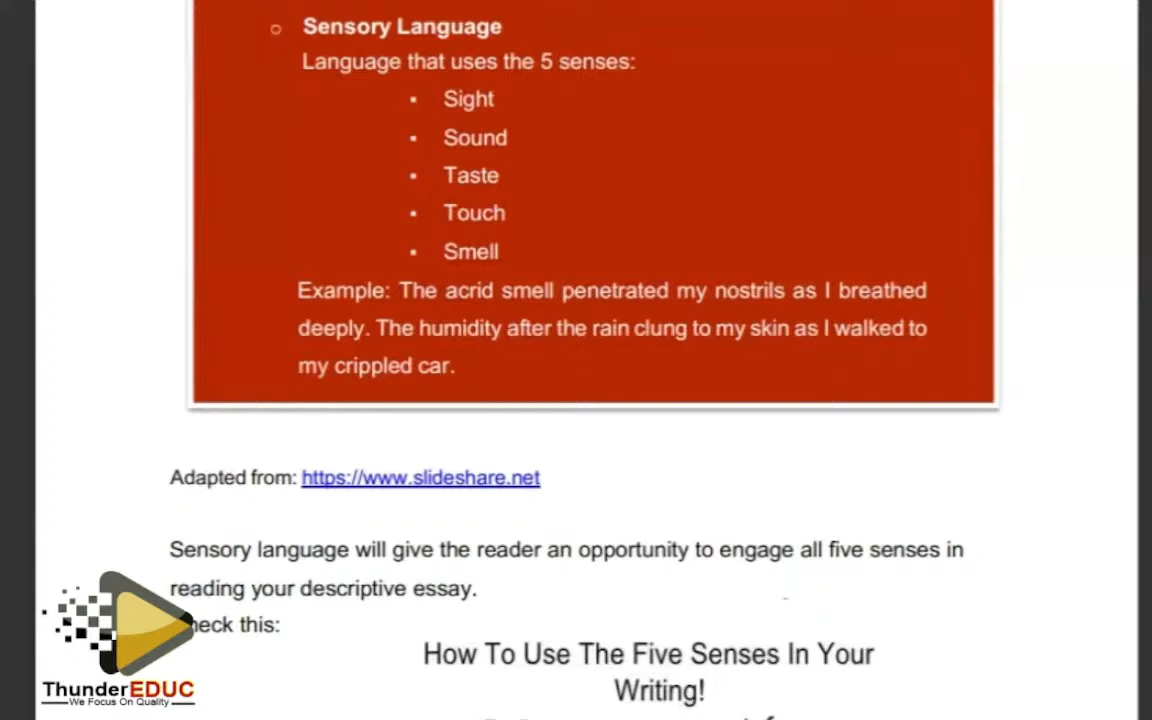 Sensory Language
Language that uses the 5 senses:
Sight
Sound
Taste
Touch
Smell
Example: The acrid smell penetrated my nostrils as I breathed
deeply. The humidity after the rain clung to my skin as I walked to
my crippled car.
Adapted from: https://www.slideshare.net
Sensory language will give the reader an opportunity to engage all five senses in
reading your descriptive essay.
heck this:
How To Use The Five Senses In Your
Writing!
ThunderEDUC
We Focus On Quality